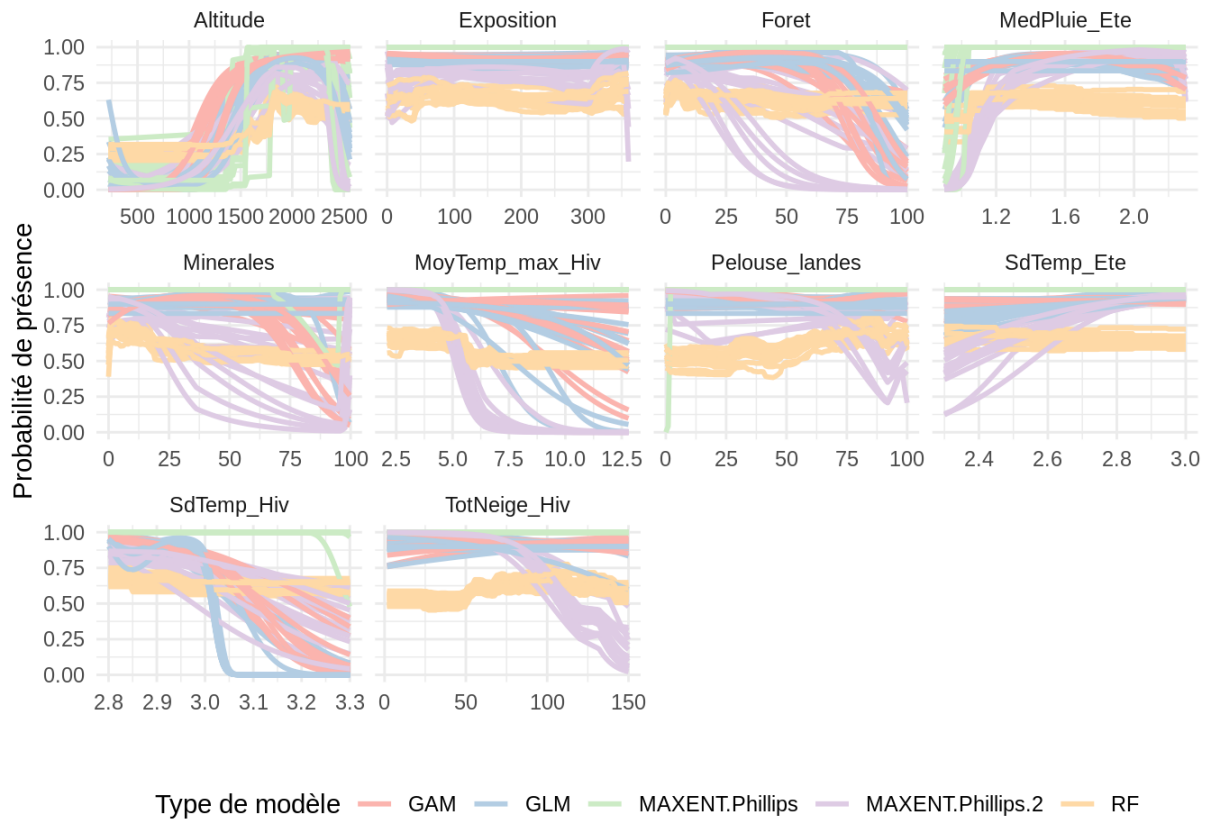 Altitude Exposition Foret MedPluie_Ete
1.00
0.75
0.50
0.25
0.00
500 1000 1500 2000 2500 0 100 200 300 0 25 50 75 100 1.2 1.6 2.0
Probabilité de présence
Minerales MoyTemp_max_Hiv Pelouse_landes SdTemp_Ete
1.00
0.75
0.50
0.25
0.00
0 25 50 75 100 2.5 5.0 7.5 10.0 12.5 0 25 50 75 100 2.4 2.6 2.8 3.0
SdTemp_Hiv TotNeige_Hiv
1.00
0.75
0.50
0.25
0.00
2.8 2.9 3.0 3.1 3.2 3.3 0 50 100 150
Type de modèle GAM GLM MAXENT.Phillips MAXENT.Phillips.2 RF